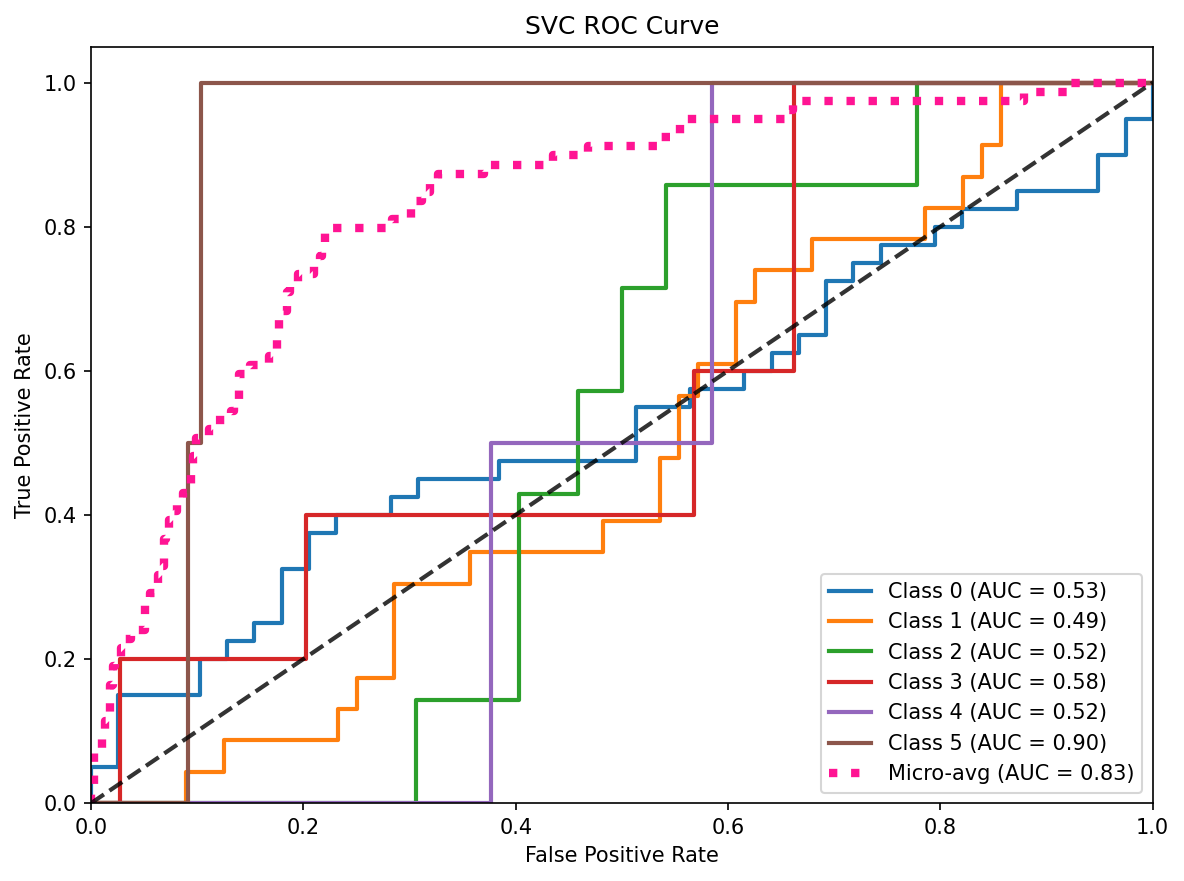 SVC ROC Curve
True Positive Rate
1.0
0.8
0.6
0.4
0.2
0.0
0.0 0.2 0.4 0.6 0.8 1.0
False Positive Rate
Class 0 (AUC = 0.53)
Class 1 (AUC = 0.49)
Class 2 (AUC = 0.52)
Class 3 (AUC = 0.58)
Class 4 (AUC = 0.52)
Class 5 (AUC = 0.90)
Micro-avg (AUC = 0.83)